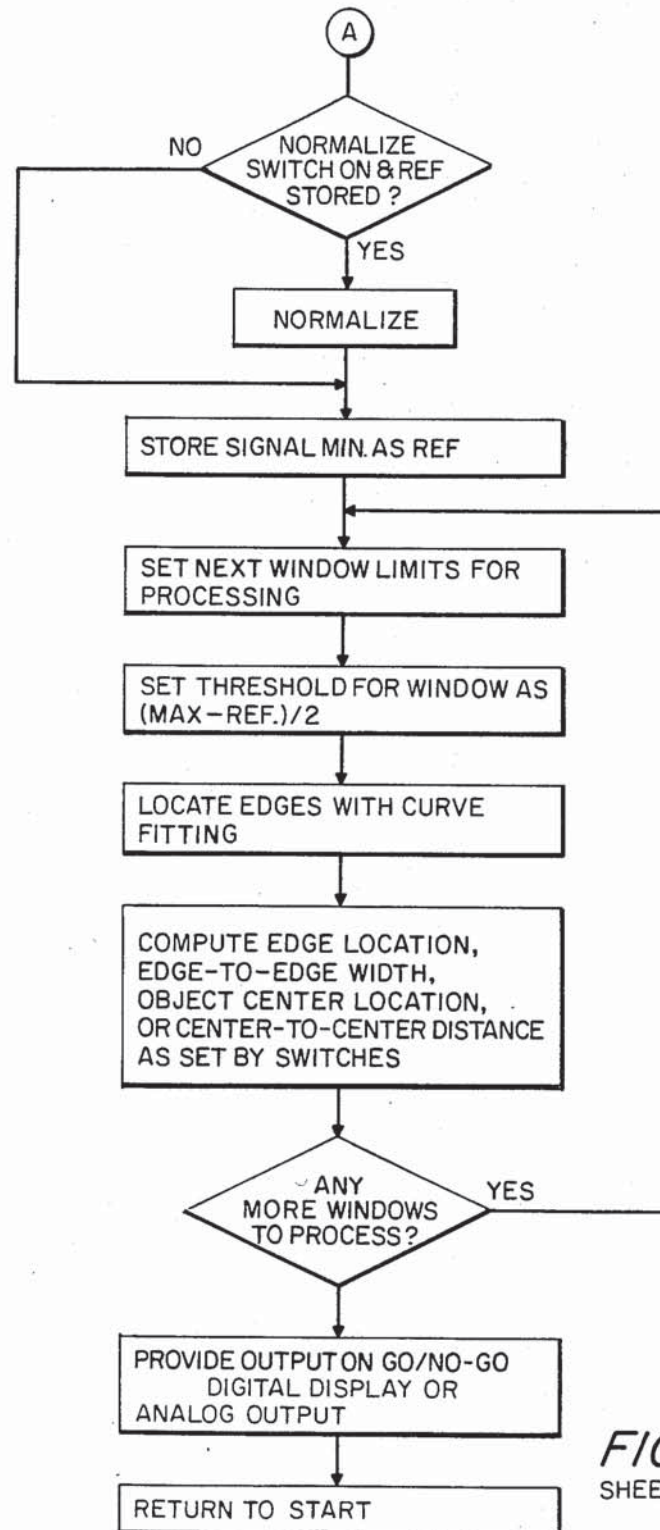 A
NORMALIZE
SWITCH ON & REF
STORED ?
NO
YES
NORMALIZE
STORE SIGNAL MIN. AS REF
SET NEXT WINDOW LIMITS FOR
PROCESSING
SET THRESHOLD FOR WINDOW AS
(MAX-REF.)/2
LOCATE EDGES WITH CURVE
FITTING
COMPUTE EDGE LOCATION,
EDGE-TO-EDGE WIDTH,
OBJECT CENTER LOCATION,
OR CENTER-TO-CENTER DISTANCE
AS SET BY SWITCHES
ANY
MORE WINDOWS
TO PROCESS?
YES
PROVIDE OUTPUT ON GO/NO-GO
DIGITAL DISPLAY OR
ANALOG OUTPUT
RETURN TO START